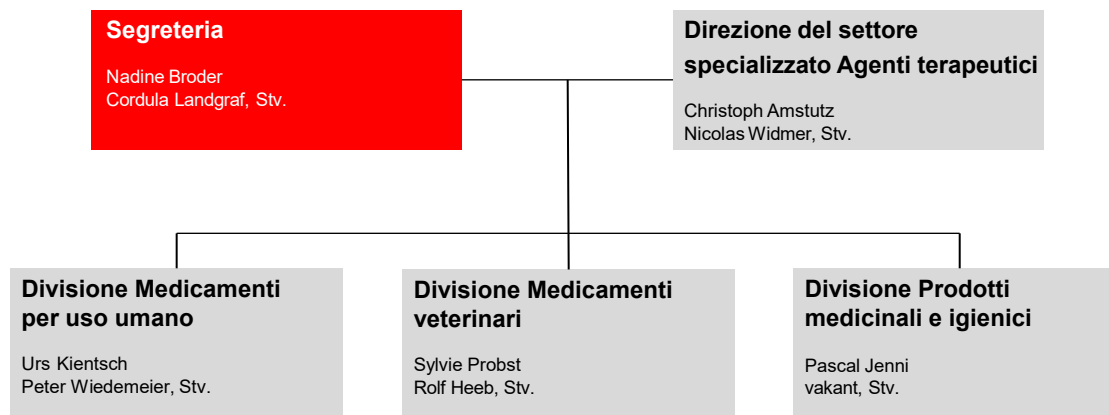 Segreteria
Nadine Broder
Cordula Landgraf, Stv.
Direzione del settore
specializzato Agenti terapeutici
Christoph Amstutz
Nicolas Widmer, Stv.
Divisione Medicamenti
per uso umano
Urs Kientsch
Peter Wiedemeier, Stv.
Divisione Medicamenti
veterinari
Sylvie Probst
Rolf Heeb, Stv.
Divisione Prodotti
medicinali e igienici
Pascal Jenni
vakant, Stv.